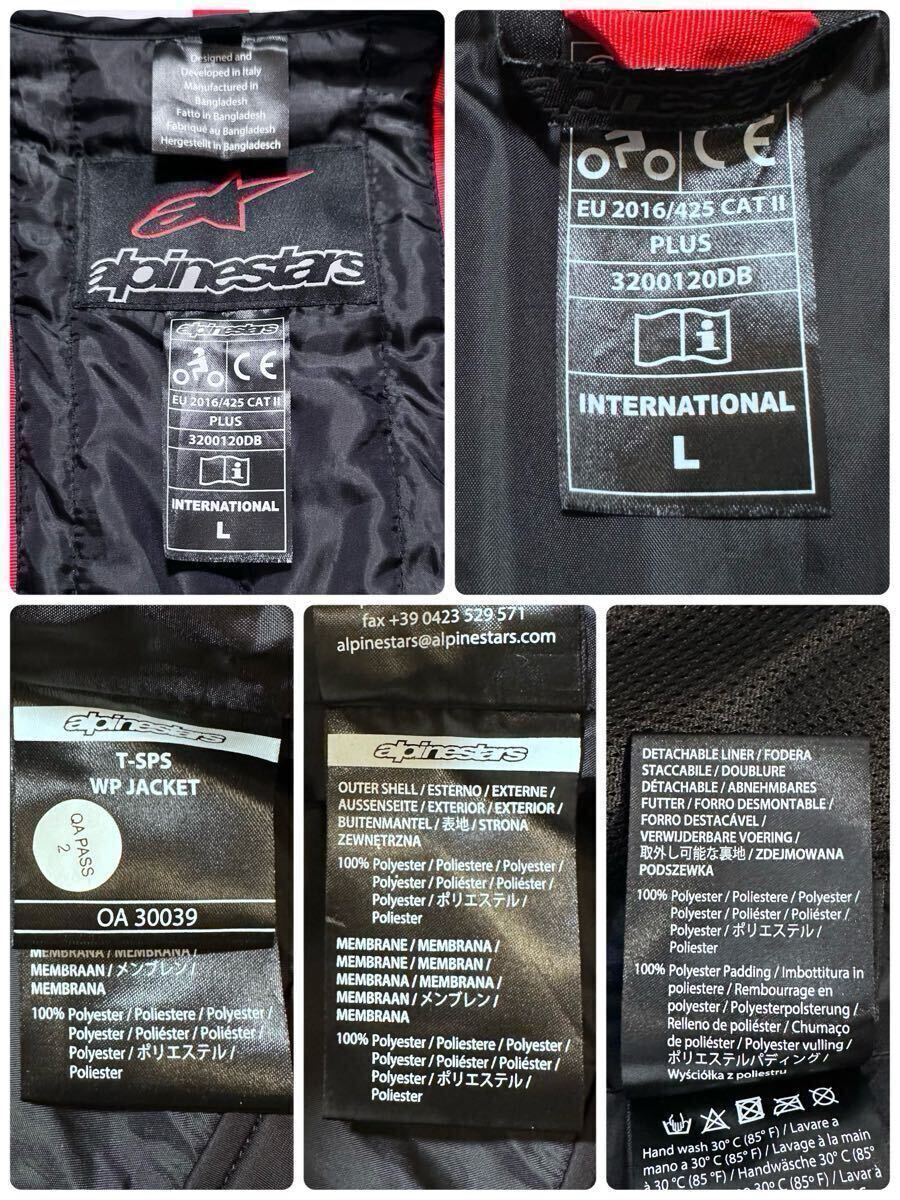 Designed and
Developed in Italy
Manufactured in
Bangladesh
Fatto in Bangladesh
Fabriqué au Bangladesh
Hergestellt in Bangladesch
alpinestars
alpinestars
CE
EU 2016/425 CAT II
PLUS
3200120DB
i
INTERNATIONAL
L
CE
EU 2016/425 CAT II
PLUS
3200120DB
i
INTERNATIONAL
L
alpinestars
T-SPS
WP JACKET
QA PASS
2
OA 30039
MEMBRANA / MEMBRANA /
MEMBRAAN / メンブレン /
MEMBRANA
100% Polyester / Poliestere / Polyester /
Polyester / Poliéster / Poliéster /
Polyester / ポリエステル /
Poliester
fax +39 0423 529 571
alpinestars@alpinestars.com
alpinestars
OUTER SHELL / ESTERNO / EXTERNE /
AUSSENSEITE / EXTERIOR / EXTERIOR /
BUITENMANTEL / 表地 / STRONA
ZEWNĘTRZNA
100% Polyester / Poliestere / Polyester /
Polyester / Poliéster / Poliéster /
Polyester / ポリエステル /
Poliester
MEMBRANE / MEMBRANA /
MEMBRANE / MEMBRAN /
MEMBRANA / MEMBRANA /
MEMBRAAN / メンブレン /
MEMBRANA
100% Polyester / Poliestere / Polyester /
Polyester / Poliéster / Poliéster /
Polyester / ポリエステル /
Poliester
DETACHABLE LINER / FODERA
STACCABILE / DOUBLURE
DÉTACHABLE / ABNEHMBARES
FUTTER / FORRO DESMONTABLE /
FORRO DESTACÁVEL /
VERWIJDERBARE VOERING /
取外し可能な裏地 / ZDEJMOWANA
PODSZEWKA
100% Polyester / Poliestere / Polyester /
Polyester / Poliéster / Poliéster /
Polyester / ポリエステル /
Poliester
100% Polyester Padding / Imbottitura in
poliestere / Rembourrage en
polyester / Polyesterpolsterung /
Relleno de poliéster / Chumaço
de poliéster / Polyester vulling /
ポリエステルパディング /
Wyściółka z poliestru
Hand wash 30° C (85° F) / Lavare a
mano a 30° C (85° F) / Lavage à la main
à 30° C (85° F) / Handwäsche 30° C (85°